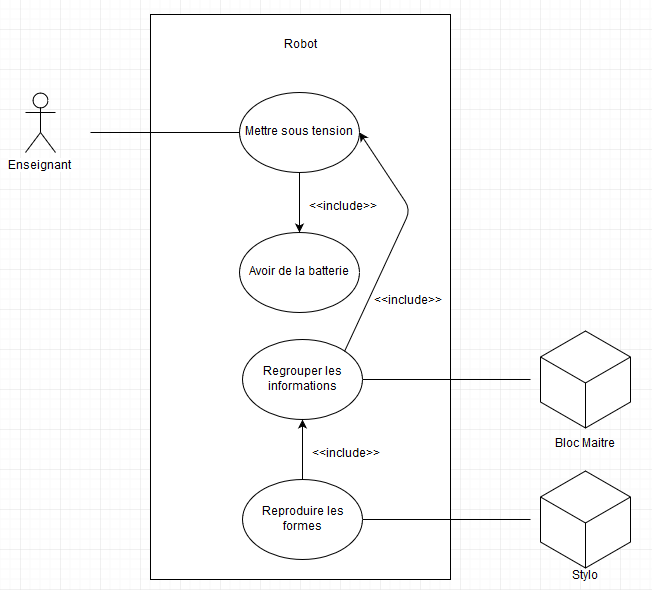 Robot
Mettre sous tension
Enseignant
<<include>>
Avoir de la batterie
<<include>>
Regrouper les
informations
Bloc Maitre
<<include>>
Reproduire les
formes
Stylo